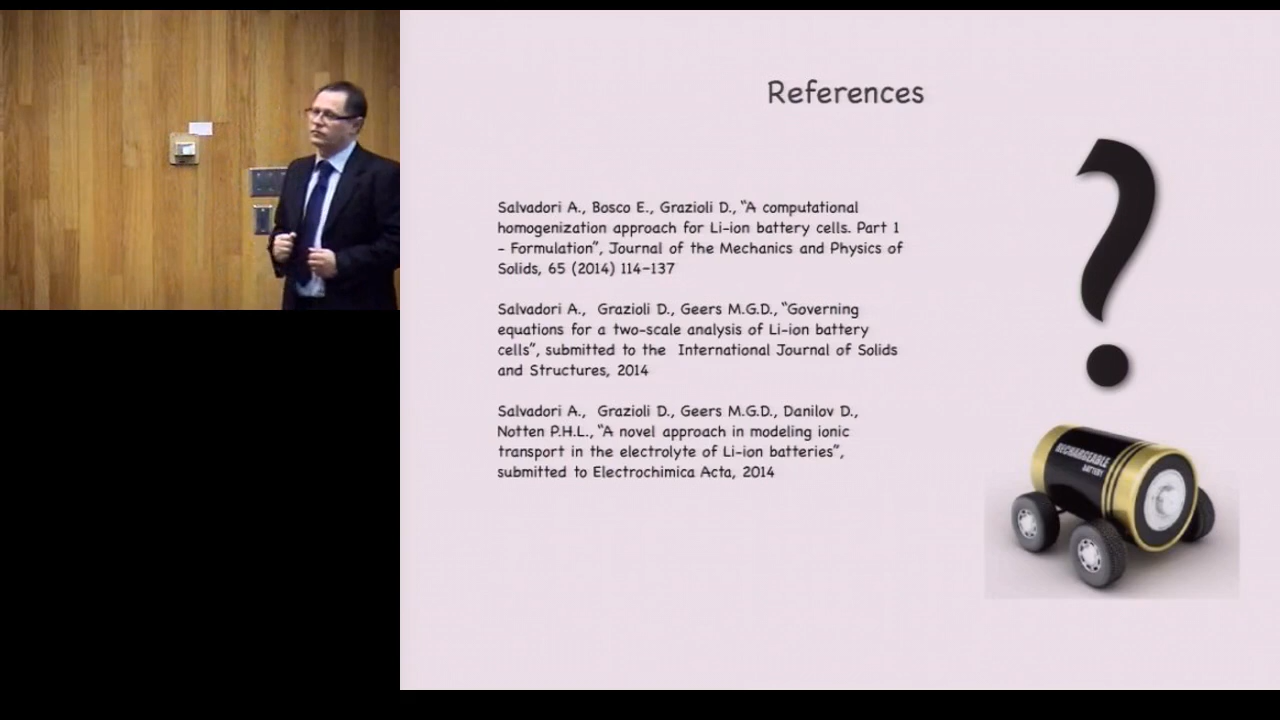 References
Salvadori A., Bosco E., Grazioli D., “A computational
homogenization approach for Li-ion battery cells. Part 1
- Formulation”, Journal of the Mechanics and Physics of
Solids, 65 (2014) 114–137
Salvadori A.,  Grazioli D., Geers M.G.D., “Governing
equations for a two-scale analysis of Li-ion battery
cells”, submitted to the  International Journal of Solids
and Structures, 2014
Salvadori A.,  Grazioli D., Geers M.G.D., Danilov D.,
Notten P.H.L., “A novel approach in modeling ionic
transport in the electrolyte of Li-ion batteries”,
submitted to Electrochimica Acta, 2014
?
RECHARGEABLE
BATTERY